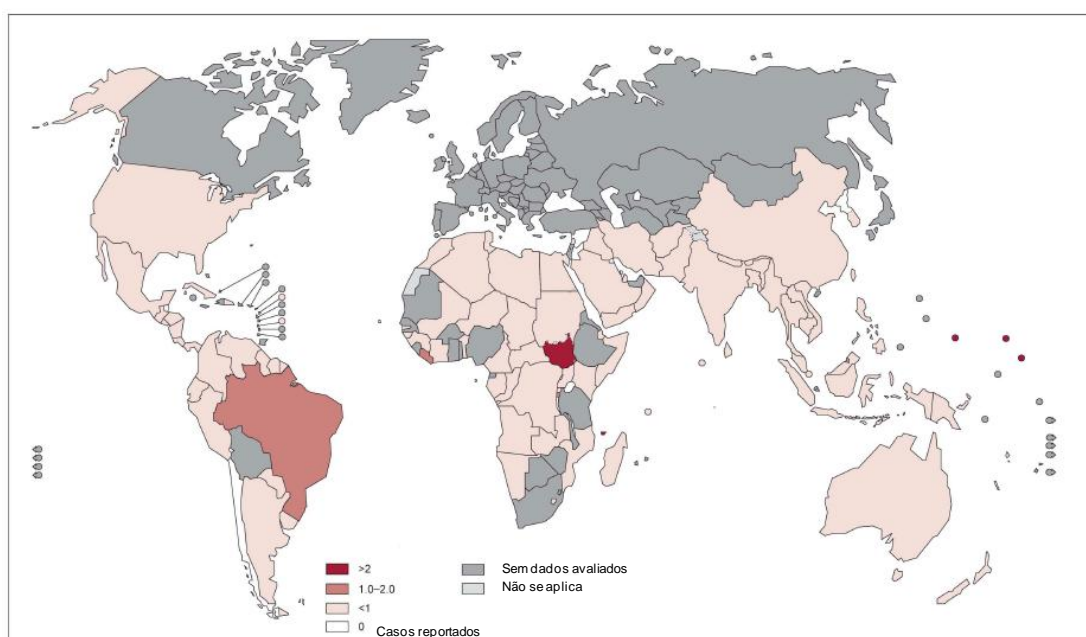 >2
1.0–2.0
<1
0 Casos reportados
Sem dados avaliados
Não se aplica